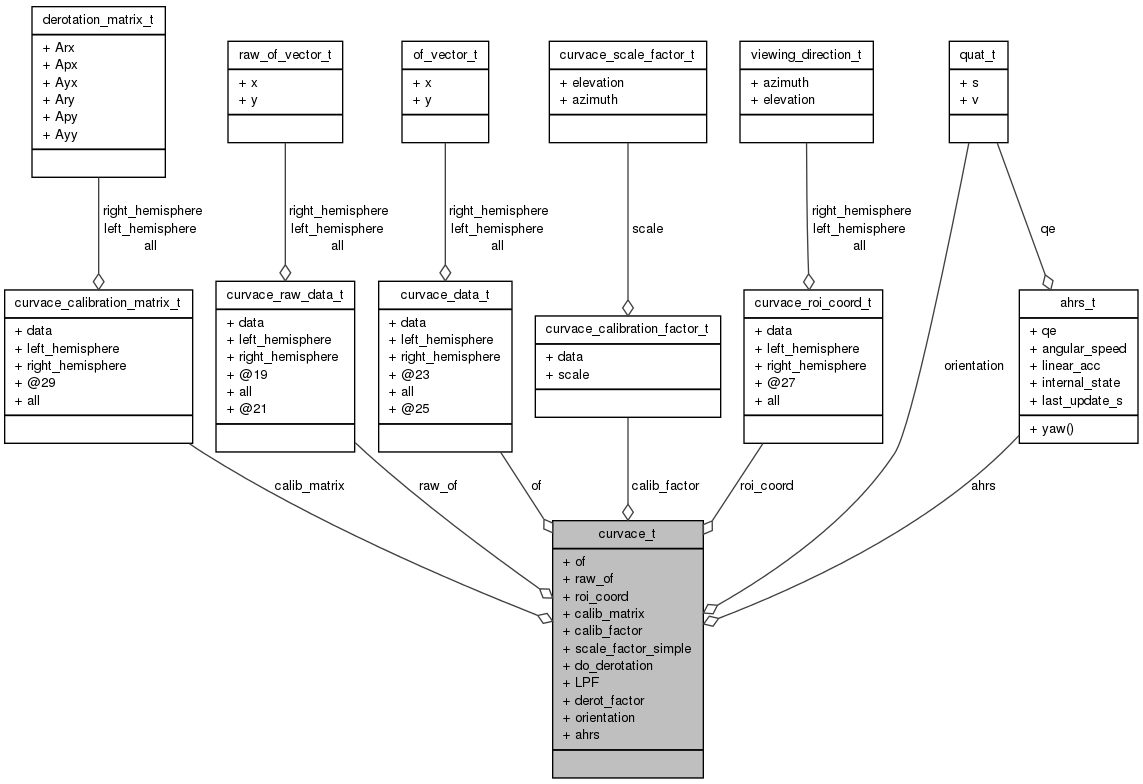 derotation_matrix_t
+ Arx
+ Apx
+ Ayx
+ Ary
+ Apy
+ Ayy
raw_of_vector_t
+ x
+ y
of_vector_t
+ x
+ y
curvace_scale_factor_t
+ elevation
+ azimuth
viewing_direction_t
+ azimuth
+ elevation
quat_t
+ s
+ v
right_hemisphere
left_hemisphere
all
right_hemisphere
left_hemisphere
all
right_hemisphere
left_hemisphere
all
scale
right_hemisphere
left_hemisphere
all
qe
curvace_calibration_matrix_t
+ data
+ left_hemisphere
+ right_hemisphere
+ @29
+ all
curvace_raw_data_t
+ data
+ left_hemisphere
+ right_hemisphere
+ @19
+ all
+ @21
curvace_data_t
+ data
+ left_hemisphere
+ right_hemisphere
+ @23
+ all
+ @25
curvace_calibration_factor_t
+ data
+ scale
curvace_roi_coord_t
+ data
+ left_hemisphere
+ right_hemisphere
+ @27
+ all
orientation
ahrs_t
+ qe
+ angular_speed
+ linear_acc
+ internal_state
+ last_update_s
+ yaw()
calib_matrix
raw_of
of
calib_factor
roi_coord
ahrs
curvace_t
+ of
+ raw_of
+ roi_coord
+ calib_matrix
+ calib_factor
+ scale_factor_simple
+ do_derotation
+ LPF
+ derot_factor
+ orientation
+ ahrs